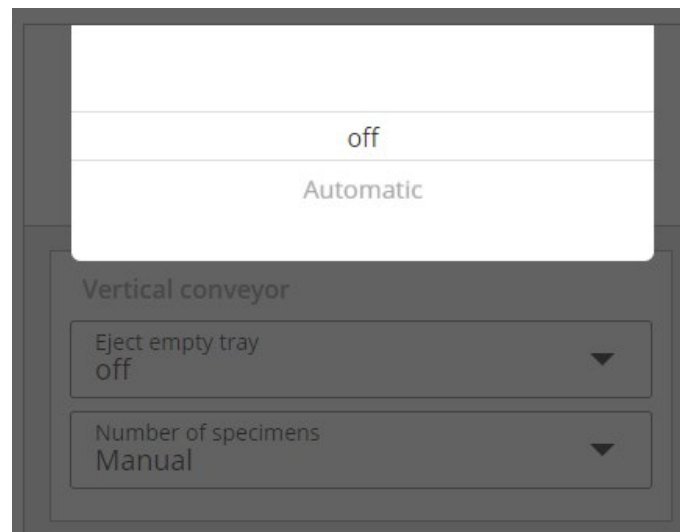 off
Automatic
Vertical conveyor
Eject empty tray
off
Number of specimens
Manual